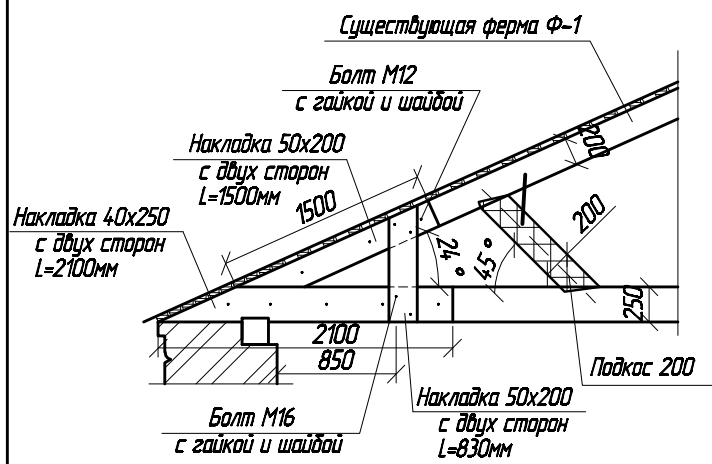 Существующая ферма Ф-1
Болт М12
с гайкой и шайбой
Накладка 50х200
с двух сторон
L=1500мм
Накладка 40х250
с двух сторон
L=2100мм
1500
200
200
24°
45°
250
2100
850
Подкос 200
Болт М16
с гайкой и шайбой
Накладка 50х200
с двух сторон
L=830мм